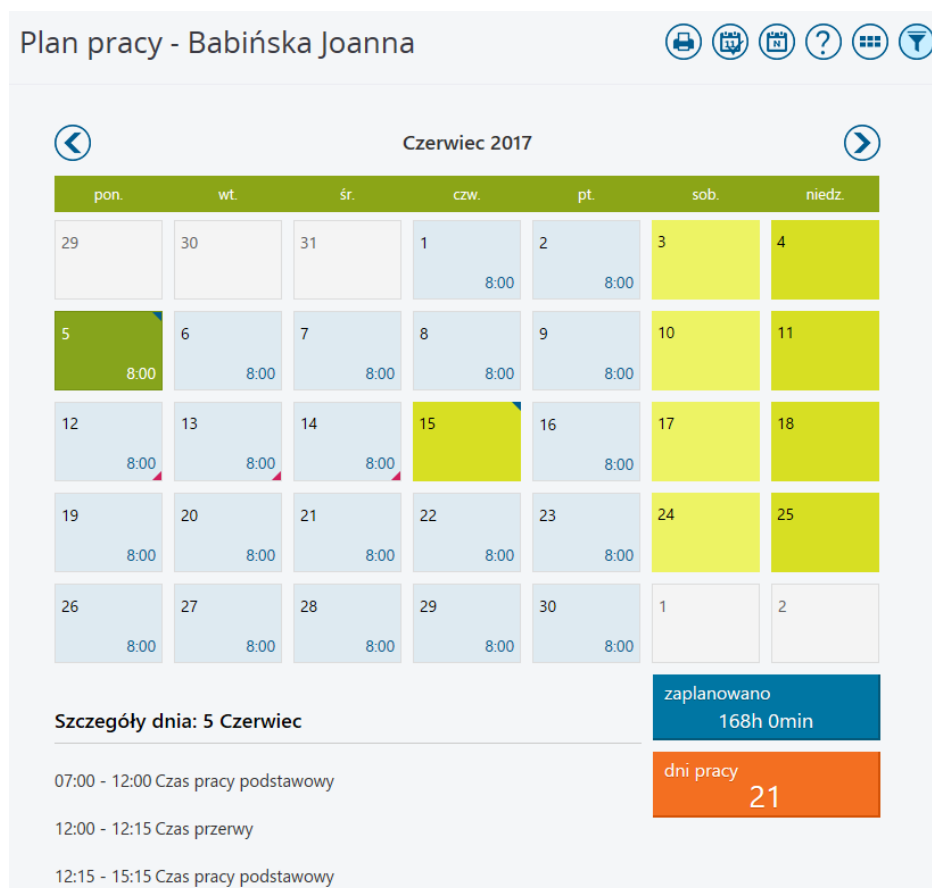 Plan pracy - Babińska Joanna
11
N
?
Czerwiec 2017
pon. wt. śr. czw. pt. sob. niedz.
29 30 31 1 2 3 4
8:00 8:00
5 6 7 8 9 10 11
8:00 8:00 8:00 8:00 8:00
12 13 14 15 16 17 18
8:00 8:00 8:00 8:00
19 20 21 22 23 24 25
8:00 8:00 8:00 8:00 8:00
26 27 28 29 30 1 2
8:00 8:00 8:00 8:00 8:00
zaplanowano
168h 0min
Szczegóły dnia: 5 Czerwiec
dni pracy
21
07:00 - 12:00 Czas pracy podstawowy
12:00 - 12:15 Czas przerwy
12:15 - 15:15 Czas pracy podstawowy